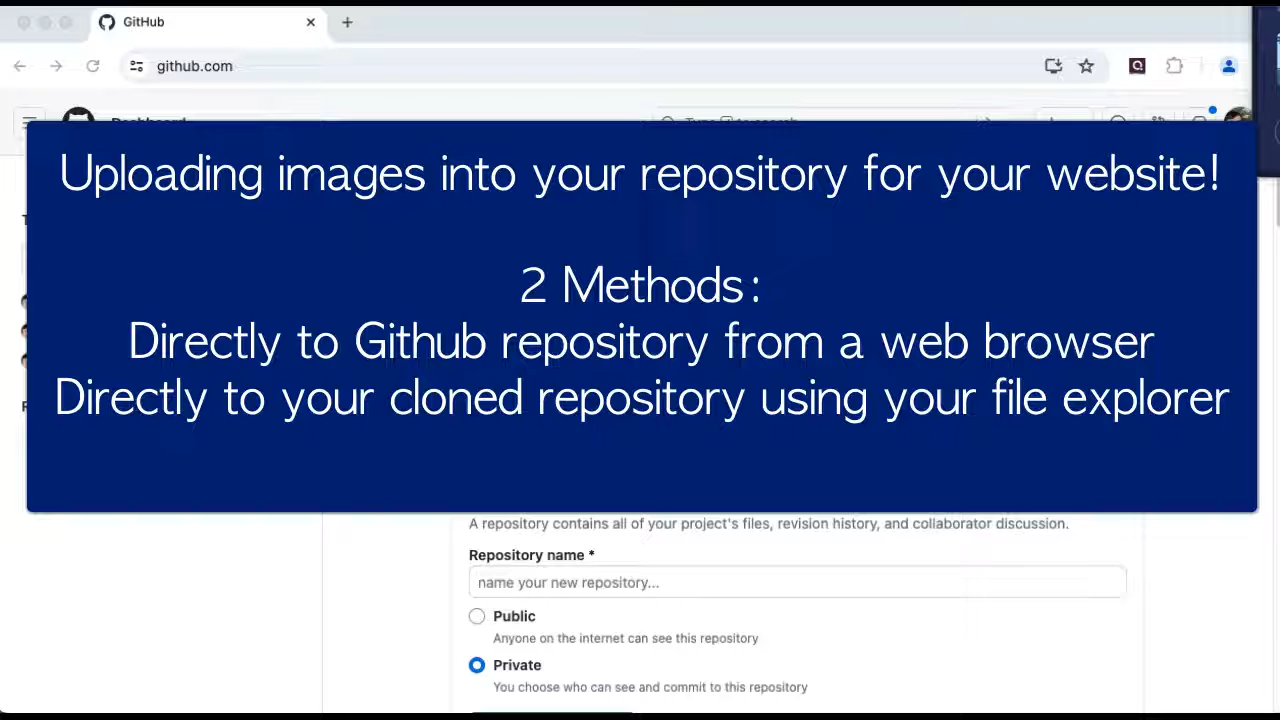 GitHub
github.com
Uploading images into your repository for your website!
2 Methods:
Directly to Github repository from a web browser
Directly to your cloned repository using your file explorer
A repository contains all of your project's files, revision history, and collaborator discussion.
Repository name *
name your new repository...
Public
Anyone on the internet can see this repository
Private
You choose who can see and commit to this repository